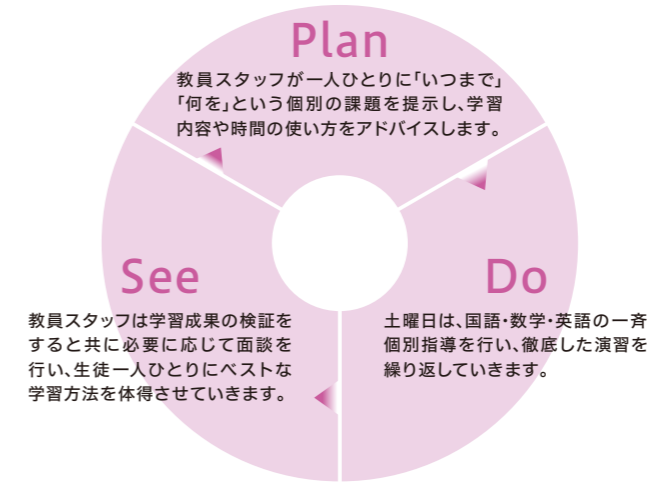 Plan
教員スタッフが一人ひとりに「いつまで」
「何を」という個別の課題を提示し、学習
内容や時間の使い方をアドバイスします。
See
教員スタッフは学習成果の検証を
すると共に必要に応じて面談を
行い、生徒一人ひとりにベストな
学習方法を体得させていきます。
Do
土曜日は、国語・数学・英語の一斉
個別指導を行い、徹底した演習を
繰り返していきます。